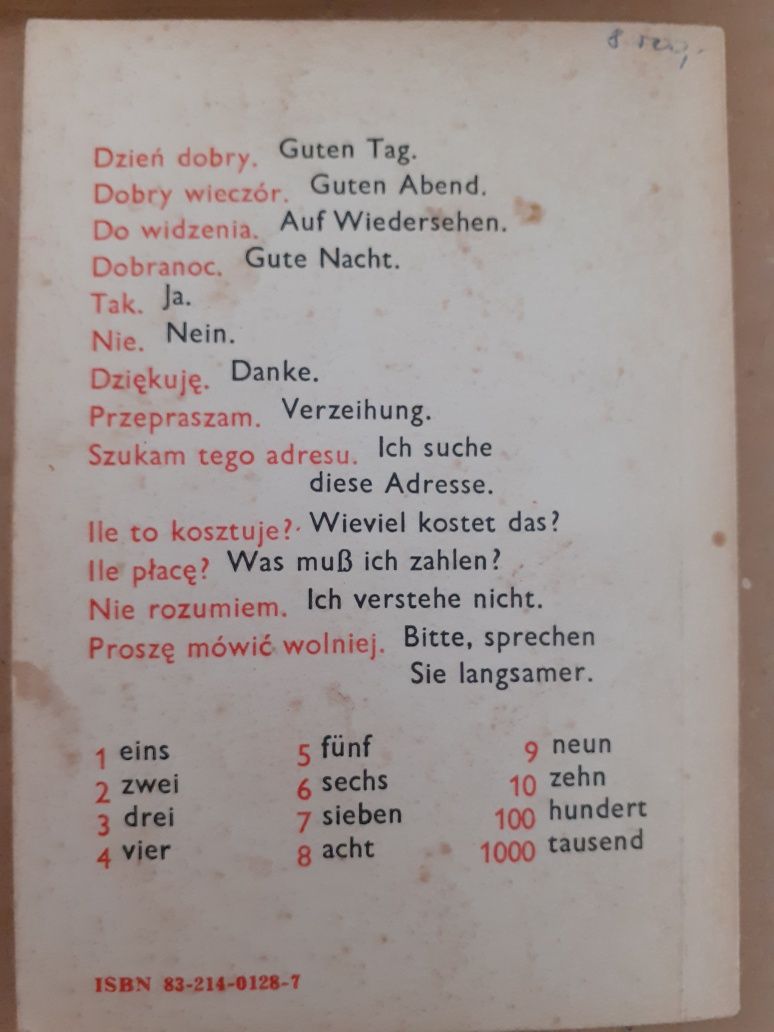 Dzień dobry. Guten Tag.
Dobry wieczór. Guten Abend.
Do widzenia. Auf Wiedersehen.
Dobranoc. Gute Nacht.
Tak. Ja.
Nie. Nein.
Dziękuję. Danke.
Przepraszam. Verzeihung.
Szukam tego adresu. Ich suche
diese Adresse.
Ile to kosztuje? Wieviel kostet das?
Ile płacę? Was muß ich zahlen?
Nie rozumiem. Ich verstehe nicht.
Proszę mówić wolniej. Bitte, sprechen
Sie langsamer.
1 eins 5 fünf 9 neun
2 zwei 6 sechs 10 zehn
3 drei 7 sieben 100 hundert
4 vier 8 acht 1000 tausend
ISBN 83-214-0128-7